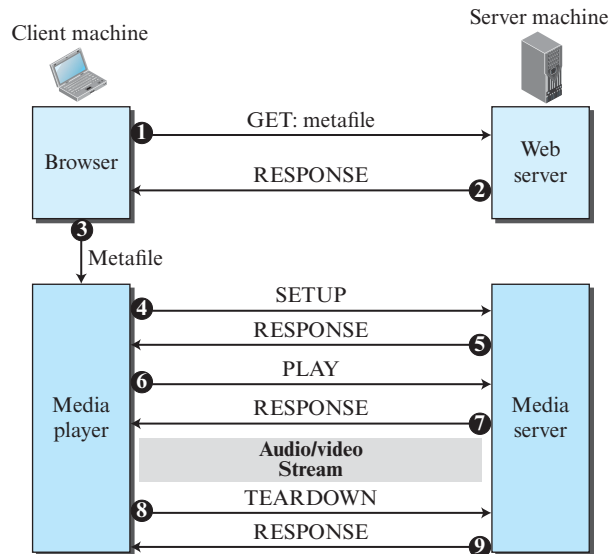 Client machine
Server machine
1
GET: metafile
Browser
Web
server
RESPONSE
2
3
Metafile
4
SETUP
RESPONSE
5
6
PLAY
Media
player
RESPONSE
7
Media
server
Audio/video
Stream
8
TEARDOWN
RESPONSE
9